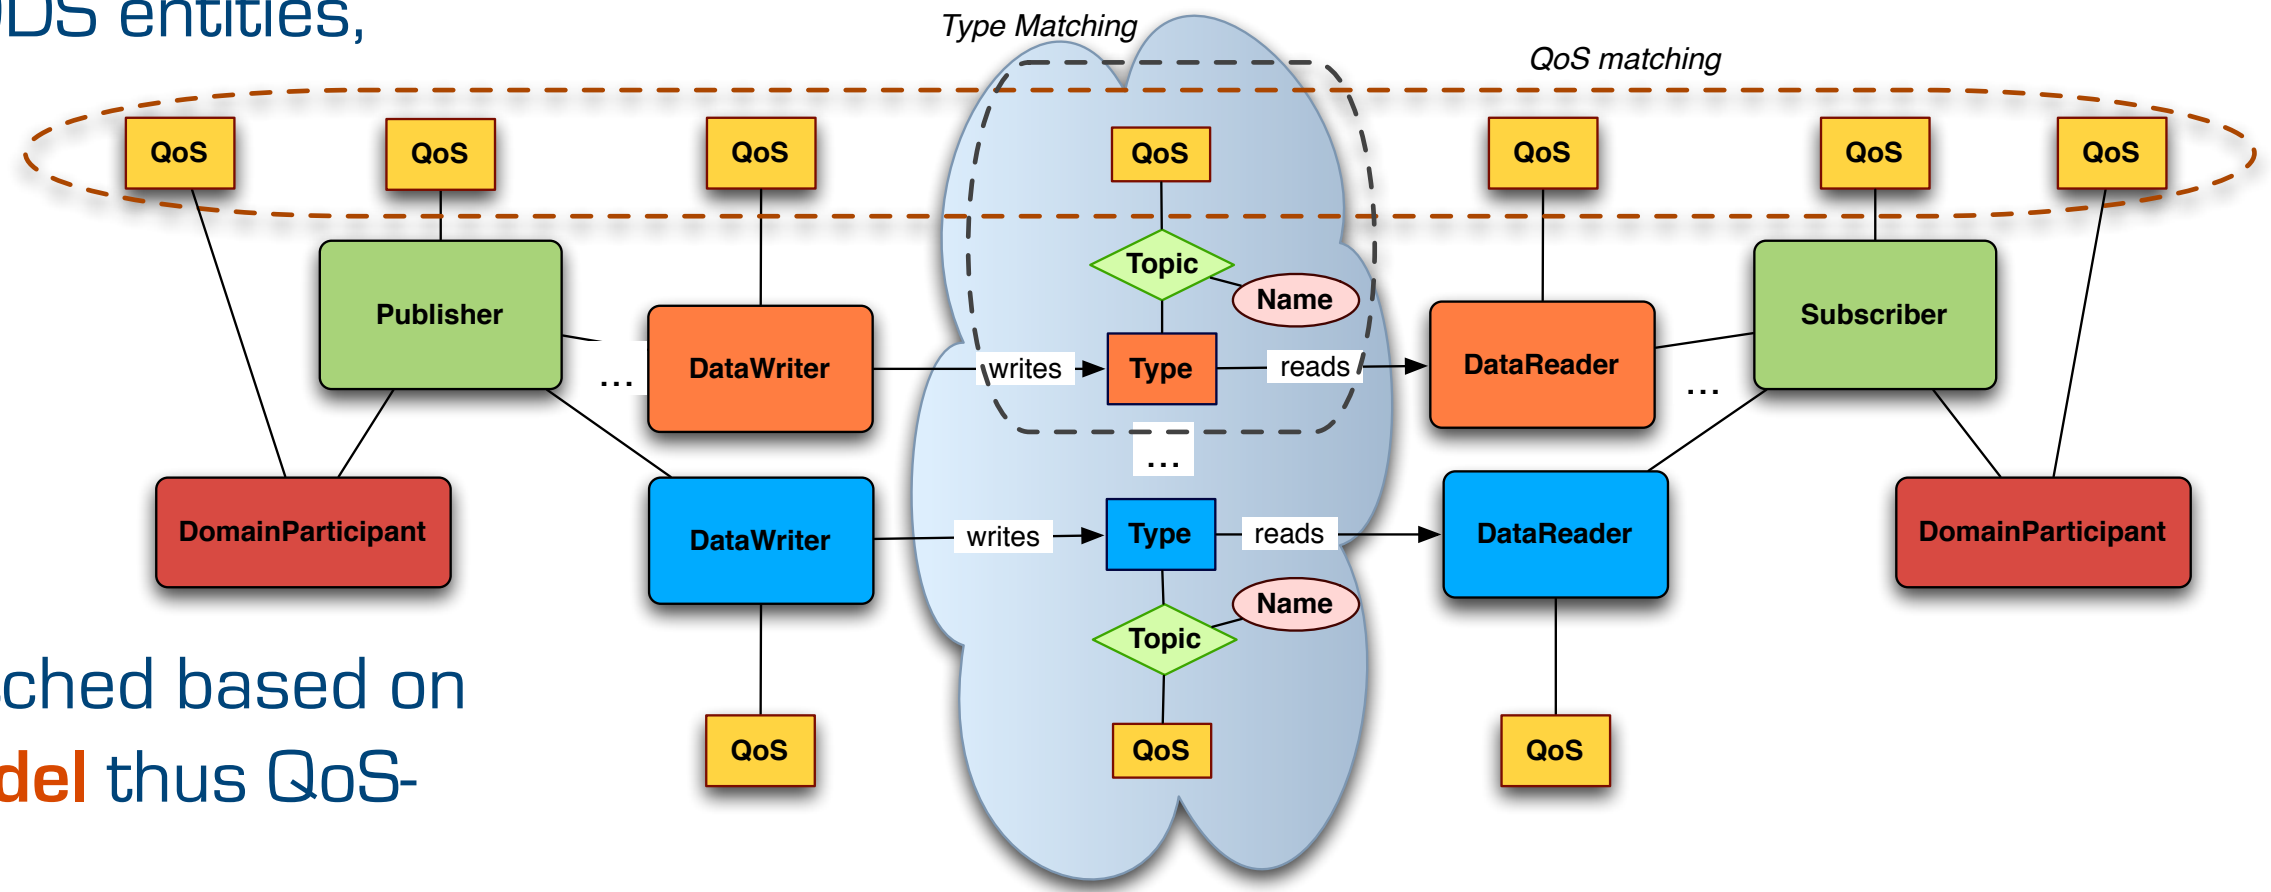 DDS entities,
Type Matching
QoS matching
QoS
QoS
QoS
QoS
QoS
QoS
QoS
Topic
Name
Publisher
Subscriber
...
DataWriter
writes
Type
reads
DataReader
...
...
DomainParticipant
DataWriter
writes
Type
reads
DataReader
DomainParticipant
Name
Topic
ched based on
QoS
QoS
QoS
del thus QoS-